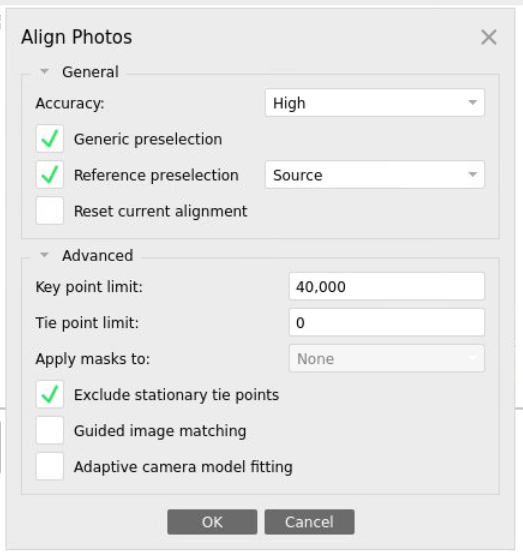 Align Photos
General
Accuracy: High
Generic preselection
Reference preselection Source
Reset current alignment
Advanced
Key point limit: 40,000
Tie point limit: 0
Apply masks to: None
Exclude stationary tie points
Guided image matching
Adaptive camera model fitting
OK Cancel